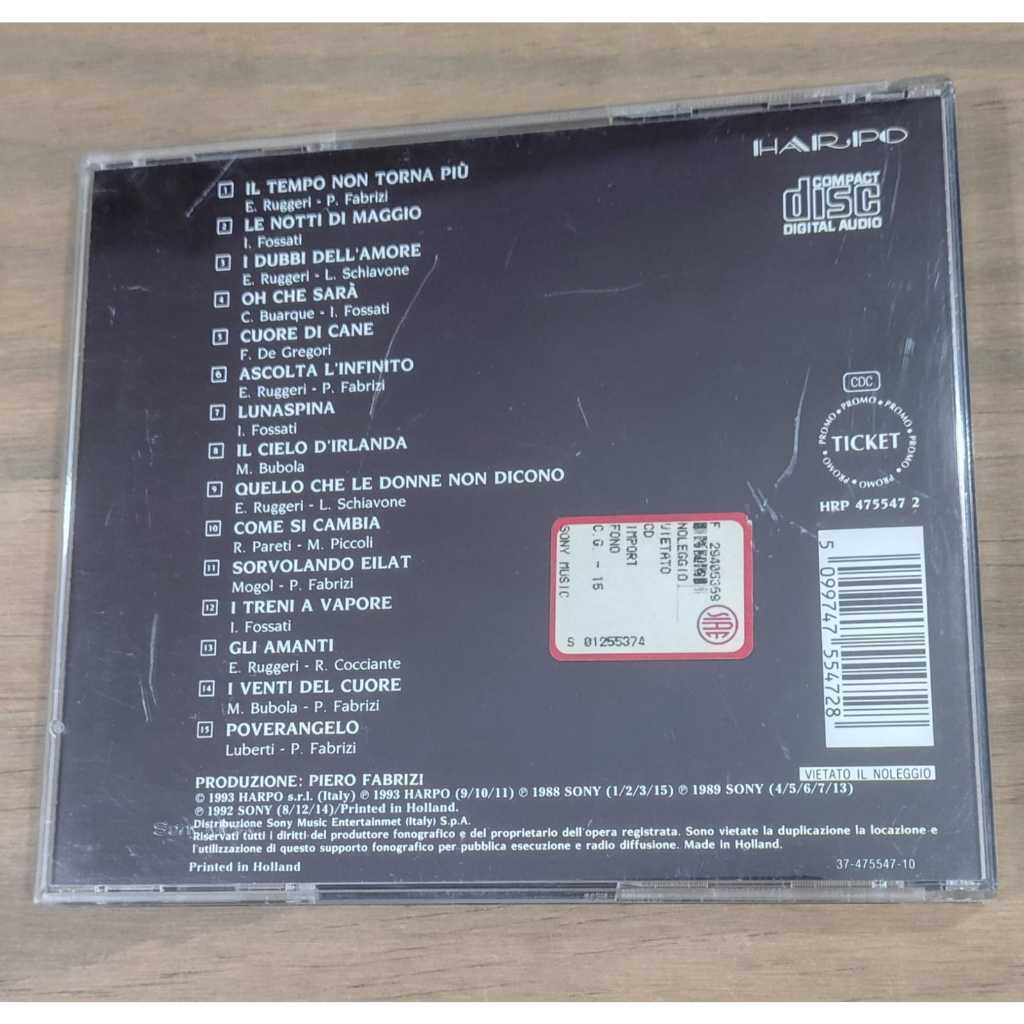 HARPO
COMPACT
disc
DIGITAL AUDIO
1 IL TEMPO NON TORNA PIÙ
E. Ruggeri - P. Fabrizi
2 LE NOTTI DI MAGGIO
I. Fossati
3 I DUBBI DELL'AMORE
E. Ruggeri - L. Schiavone
4 OH CHE SARÀ
C. Buarque - I. Fossati
5 CUORE DI CANE
F. De Gregori
6 ASCOLTA L'INFINITO
E. Ruggeri - P. Fabrizi
7 LUNASPINA
I. Fossati
8 IL CIELO D'IRLANDA
M. Bubola
9 QUELLO CHE LE DONNE NON DICONO
E. Ruggeri - L. Schiavone
10 COME SI CAMBIA
R. Pareti - M. Piccoli
11 SORVOLANDO EILAT
Mogol - P. Fabrizi
12 I TRENI A VAPORE
I. Fossati
13 GLI AMANTI
E. Ruggeri - R. Cocciante
14 I VENTI DEL CUORE
M. Bubola - P. Fabrizi
15 POVERANGELO
Luberti - P. Fabrizi
CDC
PROMO • PROMO • PROMO • PROMO • PROMO • PROMO •
TICKET
HRP 475547 2
F 29405359
NOLEGGIO
VIETATO
CD
IMPORT
FONO
C.G. - 16
SONY MUSIC
SIAE
S 01255374
5 099747 554728
VIETATO IL NOLEGGIO
PRODUZIONE: PIERO FABRIZI
© 1993 HARPO s.r.l. (Italy) ℗ 1993 HARPO (9/10/11) ℗ 1988 SONY (1/2/3/15) ℗ 1989 SONY (4/5/6/7/13)
℗ 1992 SONY (8/12/14)/Printed in Holland.
Distribuzione Sony Music Entertainmet (Italy) S.p.A.
Riservati tutti i diritti del produttore fonografico e del proprietario dell'opera registrata. Sono vietate la duplicazione la locazione e
l'utilizzazione di questo supporto fonografico per pubblica esecuzione e radio diffusione. Made in Holland.
Printed in Holland
37-475547-10